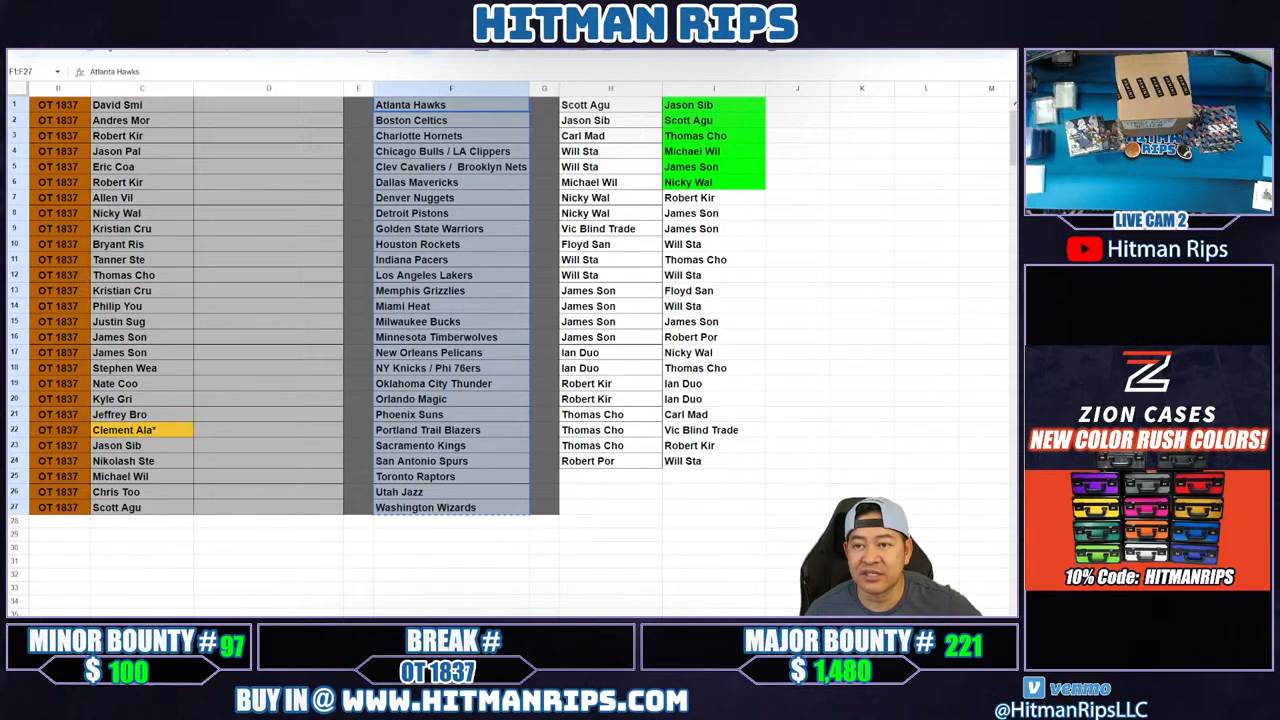 HITMAN RIPS
F1:F27 fx Atlanta Hawks
B C D E F G H I J K L M
1 OT 1837 David Smi Atlanta Hawks Scott Agu Jason Sib
2 OT 1837 Andres Mor Boston Celtics Jason Sib Scott Agu
3 OT 1837 Robert Kir Charlotte Hornets Carl Mad Thomas Cho
4 OT 1837 Jason Pal Chicago Bulls / LA Clippers Will Sta Michael Wil
5 OT 1837 Eric Coa Clev Cavaliers / Brooklyn Nets Will Sta James Son
6 OT 1837 Robert Kir Dallas Mavericks Michael Wil Nicky Wal
7 OT 1837 Allen Vil Denver Nuggets Nicky Wal Robert Kir
8 OT 1837 Nicky Wal Detroit Pistons Nicky Wal James Son
9 OT 1837 Kristian Cru Golden State Warriors Vic Blind Trade James Son
10 OT 1837 Bryant Ris Houston Rockets Floyd San Will Sta
11 OT 1837 Tanner Ste Indiana Pacers Will Sta Thomas Cho
12 OT 1837 Thomas Cho Los Angeles Lakers Will Sta Will Sta
13 OT 1837 Kristian Cru Memphis Grizzlies James Son Floyd San
14 OT 1837 Philip You Miami Heat James Son Will Sta
15 OT 1837 Justin Sug Milwaukee Bucks James Son James Son
16 OT 1837 James Son Minnesota Timberwolves James Son Robert Por
17 OT 1837 James Son New Orleans Pelicans Ian Duo Nicky Wal
18 OT 1837 Stephen Wea NY Knicks / Phi 76ers Ian Duo Thomas Cho
19 OT 1837 Nate Coo Oklahoma City Thunder Robert Kir Ian Duo
20 OT 1837 Kyle Gri Orlando Magic Robert Kir Ian Duo
21 OT 1837 Jeffrey Bro Phoenix Suns Thomas Cho Carl Mad
22 OT 1837 Clement Ala* Portland Trail Blazers Thomas Cho Vic Blind Trade
23 OT 1837 Jason Sib Sacramento Kings Thomas Cho Robert Kir
24 OT 1837 Nikolash Ste San Antonio Spurs Robert Por Will Sta
25 OT 1837 Michael Wil Toronto Raptors
26 OT 1837 Chris Too Utah Jazz
27 OT 1837 Scott Agu Washington Wizards
28
29
30
31
32
33
34
35
LIVE CAM 2
Hitman Rips
ZION CASES
NEW COLOR RUSH COLORS!
10% Code: HITMANRIPS
MINOR BOUNTY # 97
$ 100
BREAK #
OT 1837
MAJOR BOUNTY # 221
$ 1,480
BUY IN @ WWW.HITMANRIPS.COM
venmo
@HitmanRipsLLC